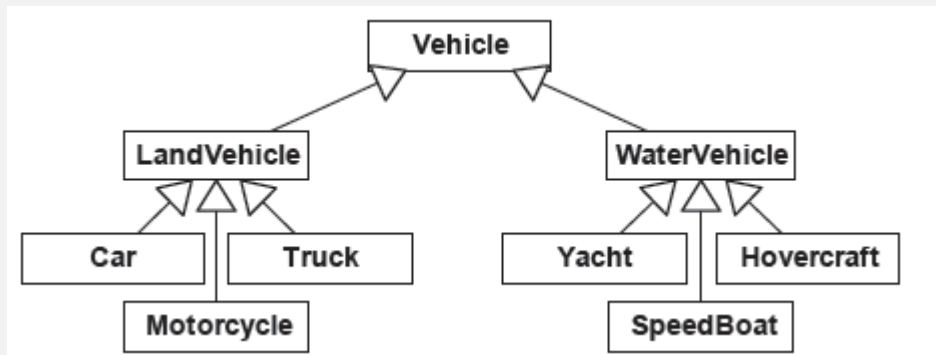 Vehicle
LandVehicle
WaterVehicle
Car
Truck
Yacht
Hovercraft
Motorcycle
SpeedBoat